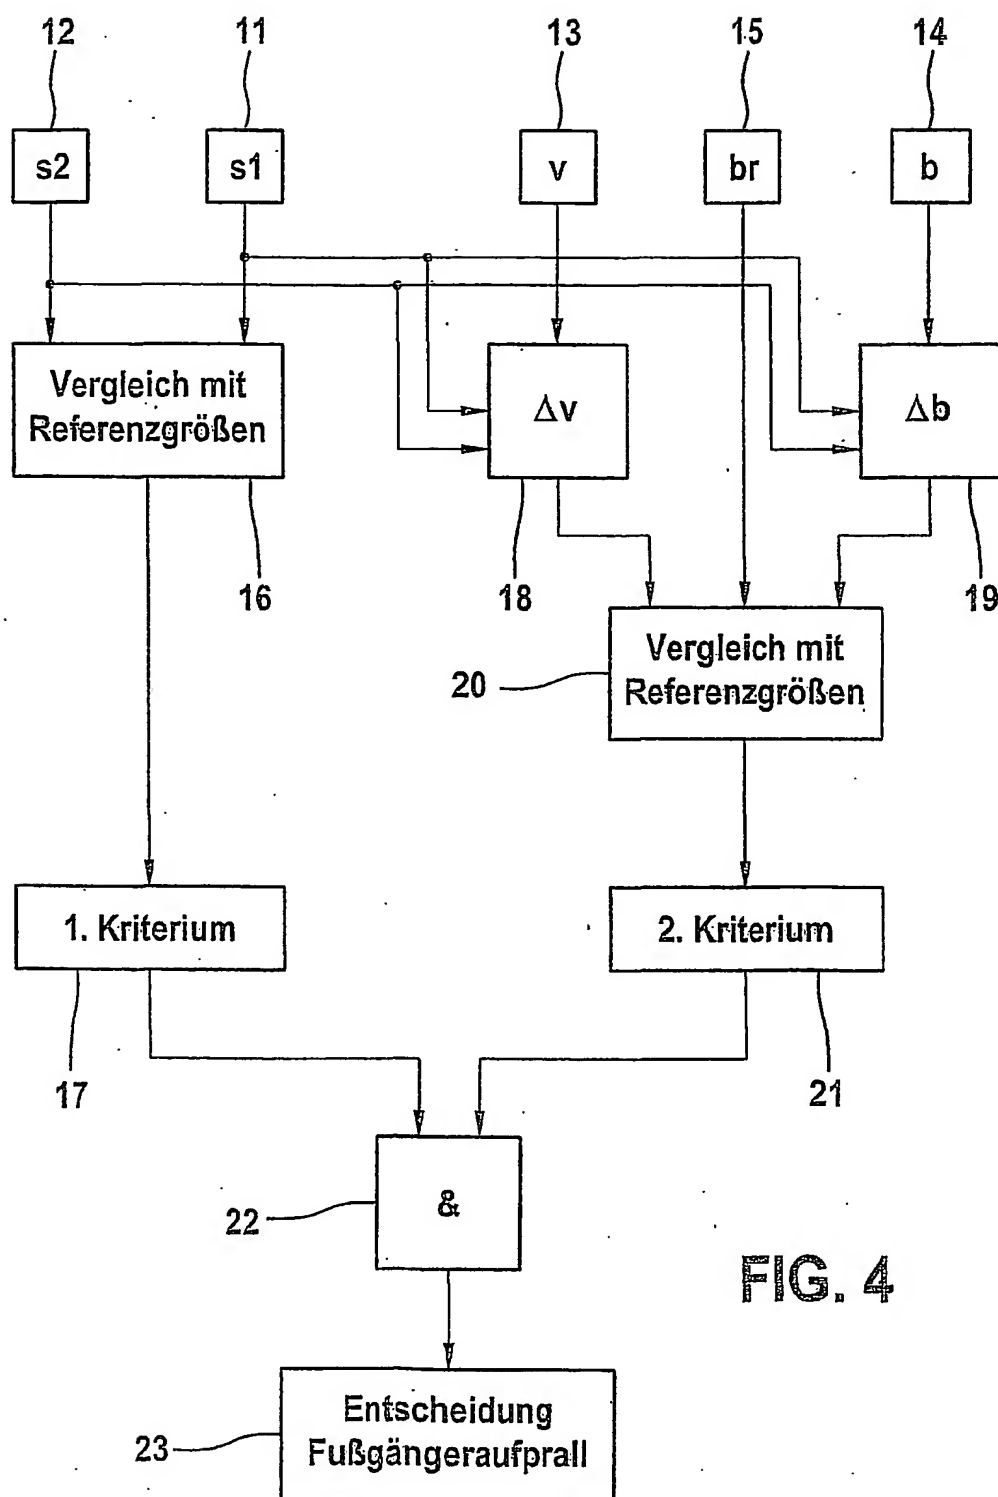 12 11 13 15 14
s2 s1 v br b
Vergleich mit
Referenzgrößen
Δv
Δb
16 18 19
Vergleich mit
Referenzgrößen
20
1. Kriterium
2. Kriterium
17 21
&
22
FIG. 4
Entscheidung
Fußgängeraufprall
23